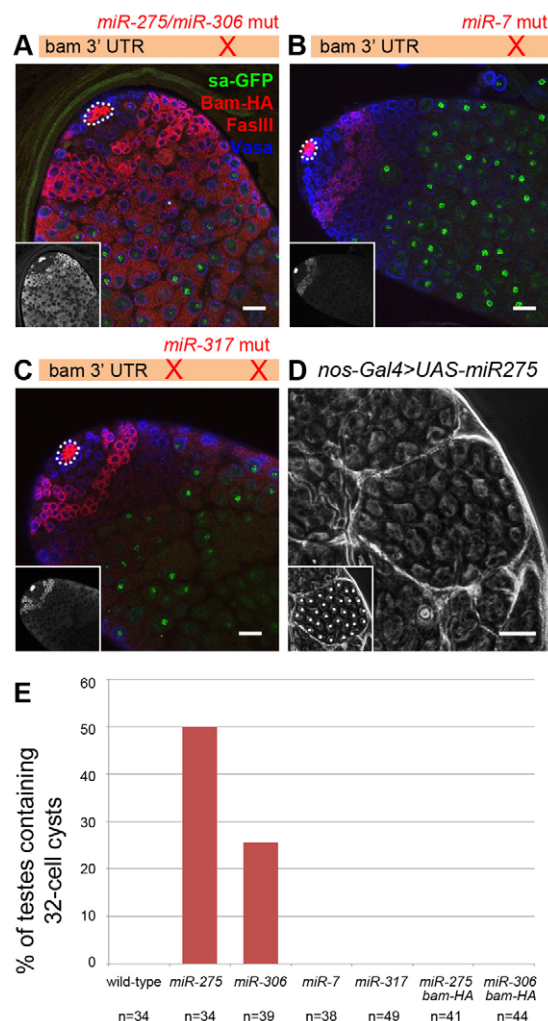 miR-275/miR-306 mut
A bam 3' UTR X
sa-GFP
Bam-HA
FasIII
Vasa
miR-7 mut
B bam 3' UTR X
miR-317 mut
C bam 3' UTR X X
D nos-Gal4>UAS-miR275
E
% of testes containing
32-cell cysts
60
50
40
30
20
10
0
wild-type miR-275 miR-306 miR-7 miR-317 miR-275 miR-306
bam-HA bam-HA
n=34 n=34 n=39 n=38 n=49 n=41 n=44